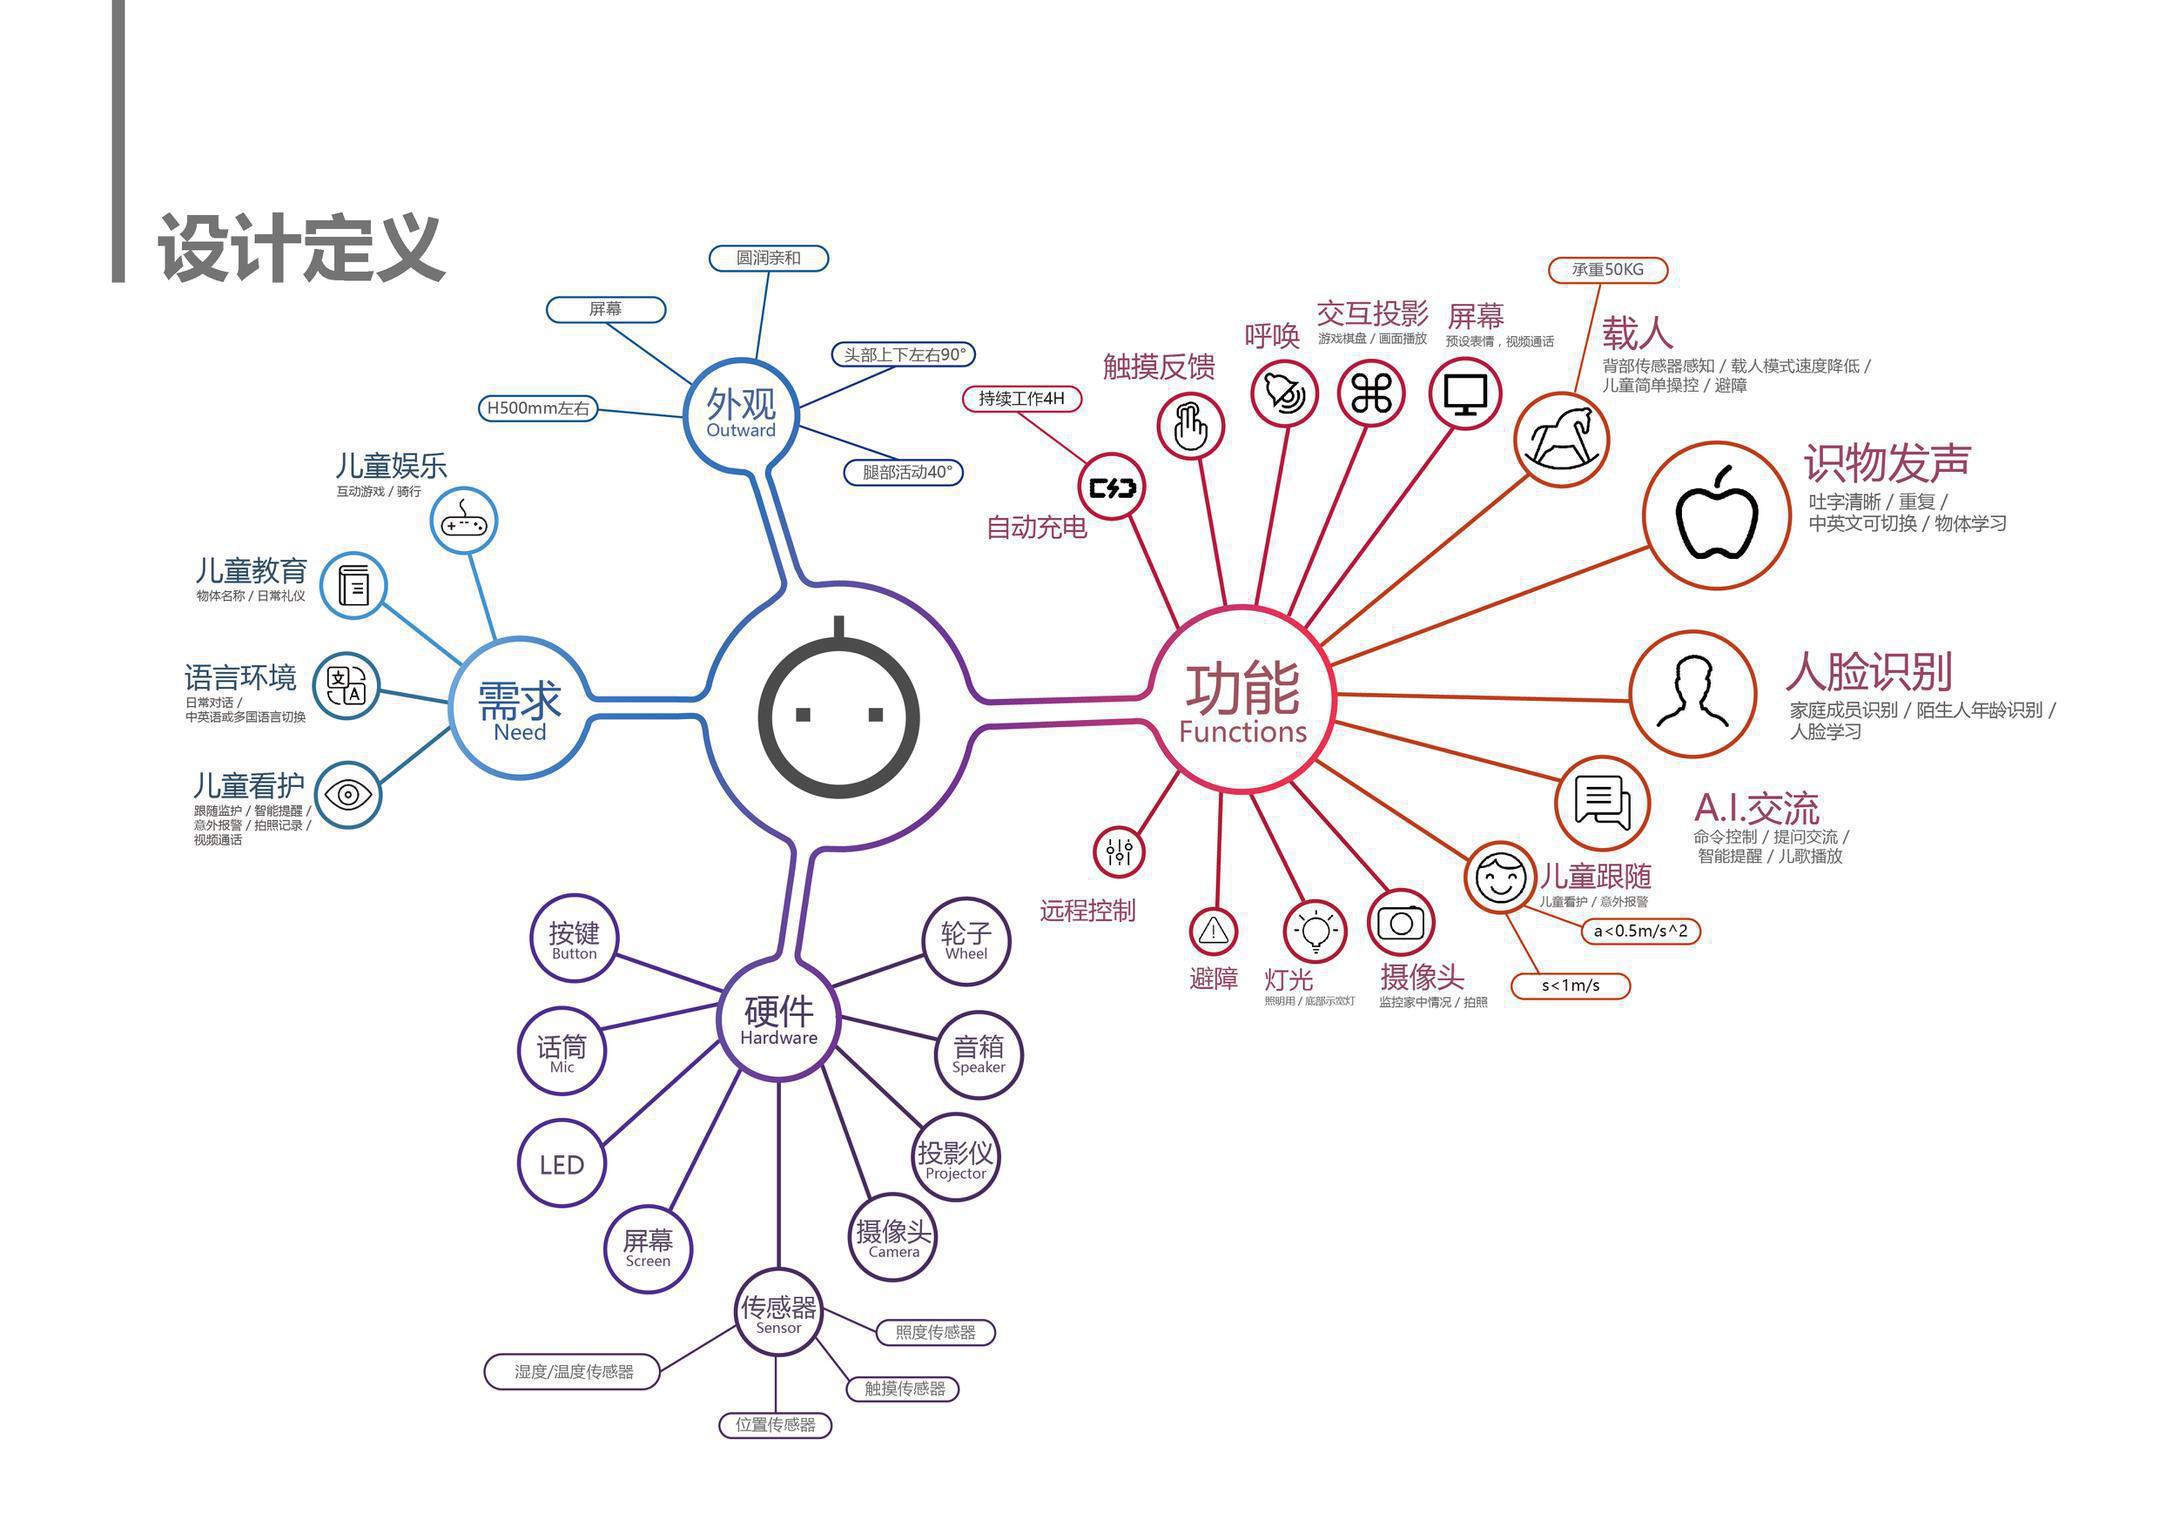 设计定义
圆润亲和
屏幕
头部上下左右90°
H500mm左右
腿部活动40°
外观
Outward
儿童娱乐
互动游戏 / 骑行
儿童教育
物体名称 / 日常礼仪
语言环境
日常对话 /
中英语或多国语言切换
儿童看护
跟随监护 / 智能提醒 /
意外报警 / 拍照记录 /
视频通话
需求
Need
功能
Functions
持续工作4H
自动充电
触摸反馈
呼唤
交互投影
游戏棋盘 / 画面播放
屏幕
预设表情，视频通话
承重50KG
载人
背部传感器感知 / 载人模式速度降低 /
儿童简单操控 / 避障
识物发声
吐字清晰 / 重复 /
中英文可切换 / 物体学习
人脸识别
家庭成员识别 / 陌生人年龄识别 /
人脸学习
A.I.交流
命令控制 / 提问交流 /
智能提醒 / 儿歌播放
儿童跟随
儿童看护 / 意外报警
a<0.5m/s^2
s<1m/s
摄像头
监控家中情况 / 拍照
灯光
照明用 / 底部示宽灯
避障
远程控制
文
A
硬件
Hardware
按键
Button
话筒
Mic
LED
屏幕
Screen
传感器
Sensor
摄像头
Camera
投影仪
Projector
音箱
Speaker
轮子
Wheel
照度传感器
触摸传感器
位置传感器
湿度/温度传感器